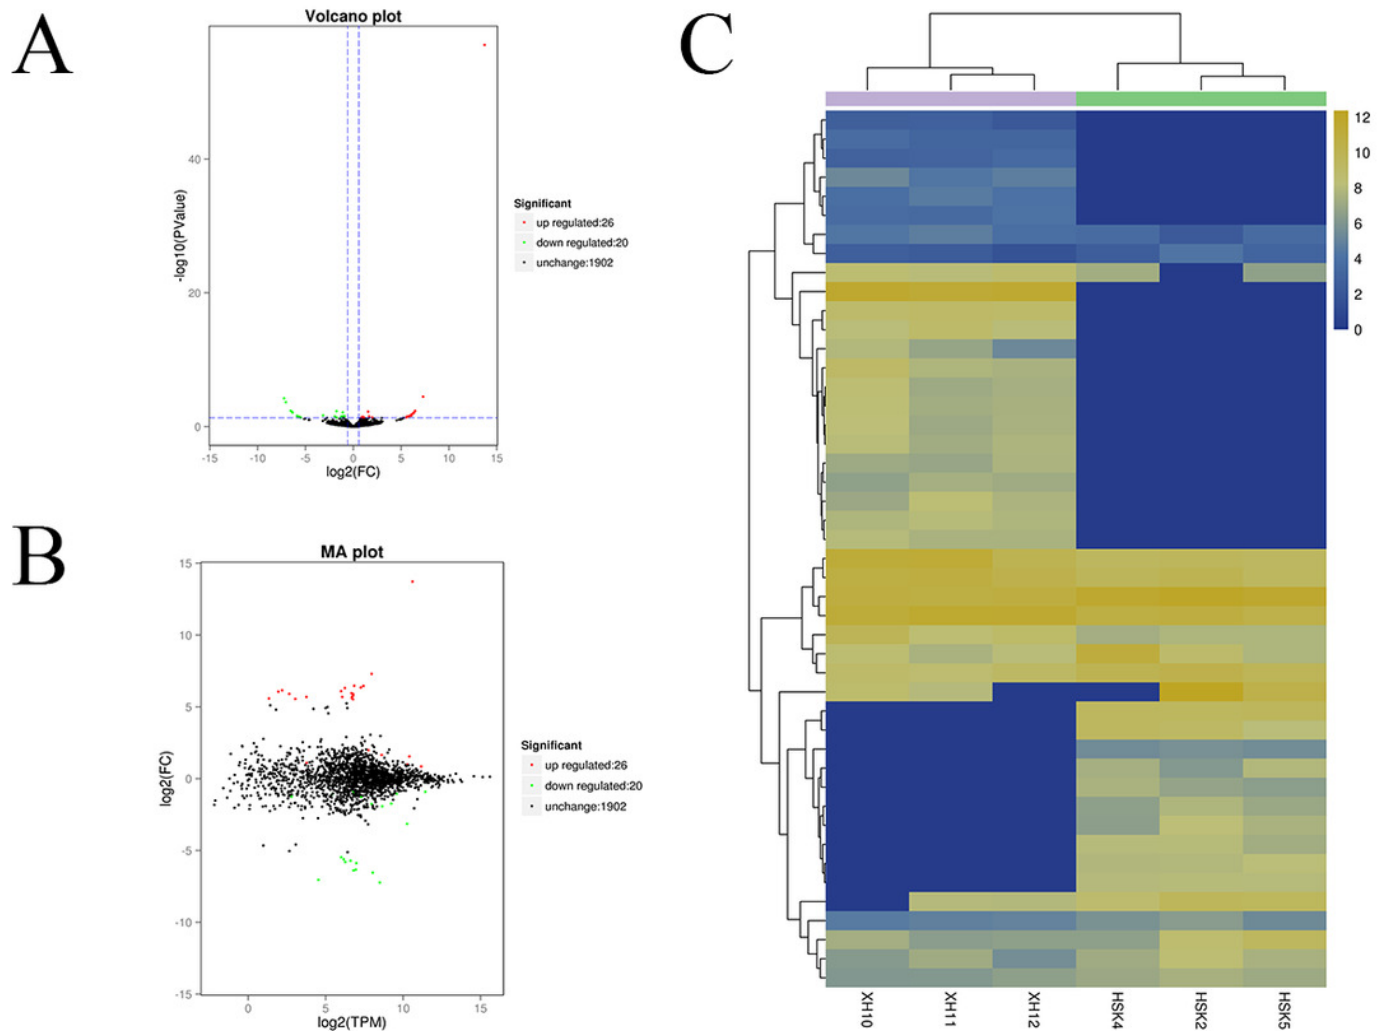 A
Volcano plot
-log10(PValue)
40
20
0
-15 -10 -5 0 5 10 15
log2(FC)
Significant
up regulated:26
down regulated:20
unchange:1902
B
MA plot
log2(FC)
15
10
5
0
-5
-10
-15
0 5 10 15
log2(TPM)
Significant
up regulated:26
down regulated:20
unchange:1902
C
12
10
8
6
4
2
0
XH10 XH11 XH12 HSK4 HSK2 HSK5